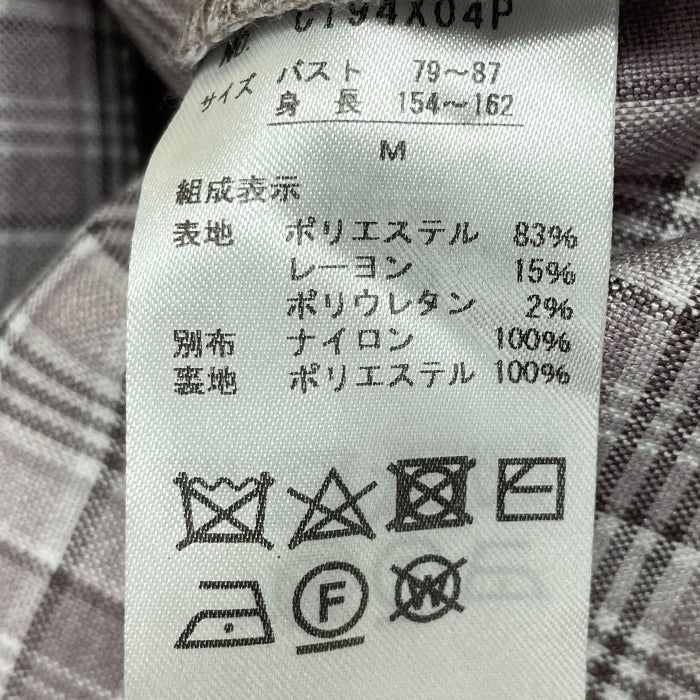 No. CT94X04P
サイズ バスト 79〜87
身長 154〜162
M
組成表示
表地 ポリエステル 83%
レーヨン 15%
ポリウレタン 2%
別布 ナイロン 100%
裏地 ポリエステル 100%
F W